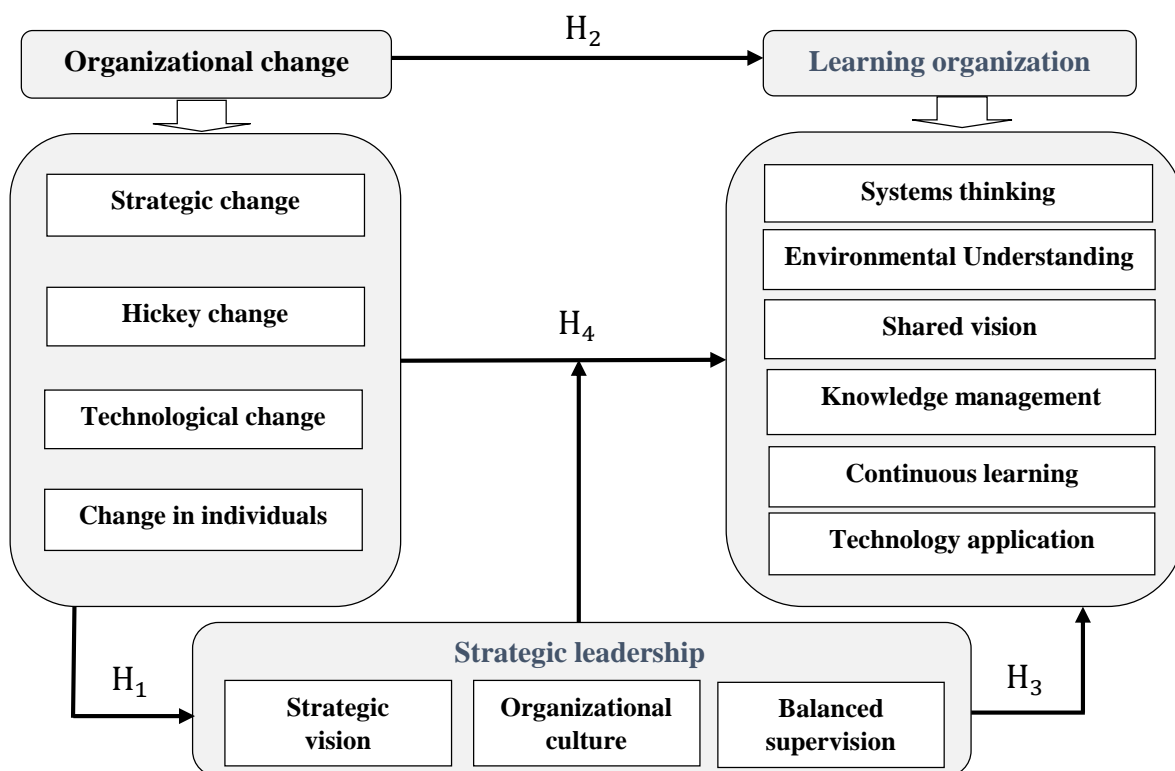 H₂
Organizational change
Learning organization
Strategic change
Hickey change
Technological change
Change in individuals
H₄
Systems thinking
Environmental Understanding
Shared vision
Knowledge management
Continuous learning
Technology application
H₁
Strategic leadership
Strategic
vision
Organizational
culture
Balanced
supervision
H₃